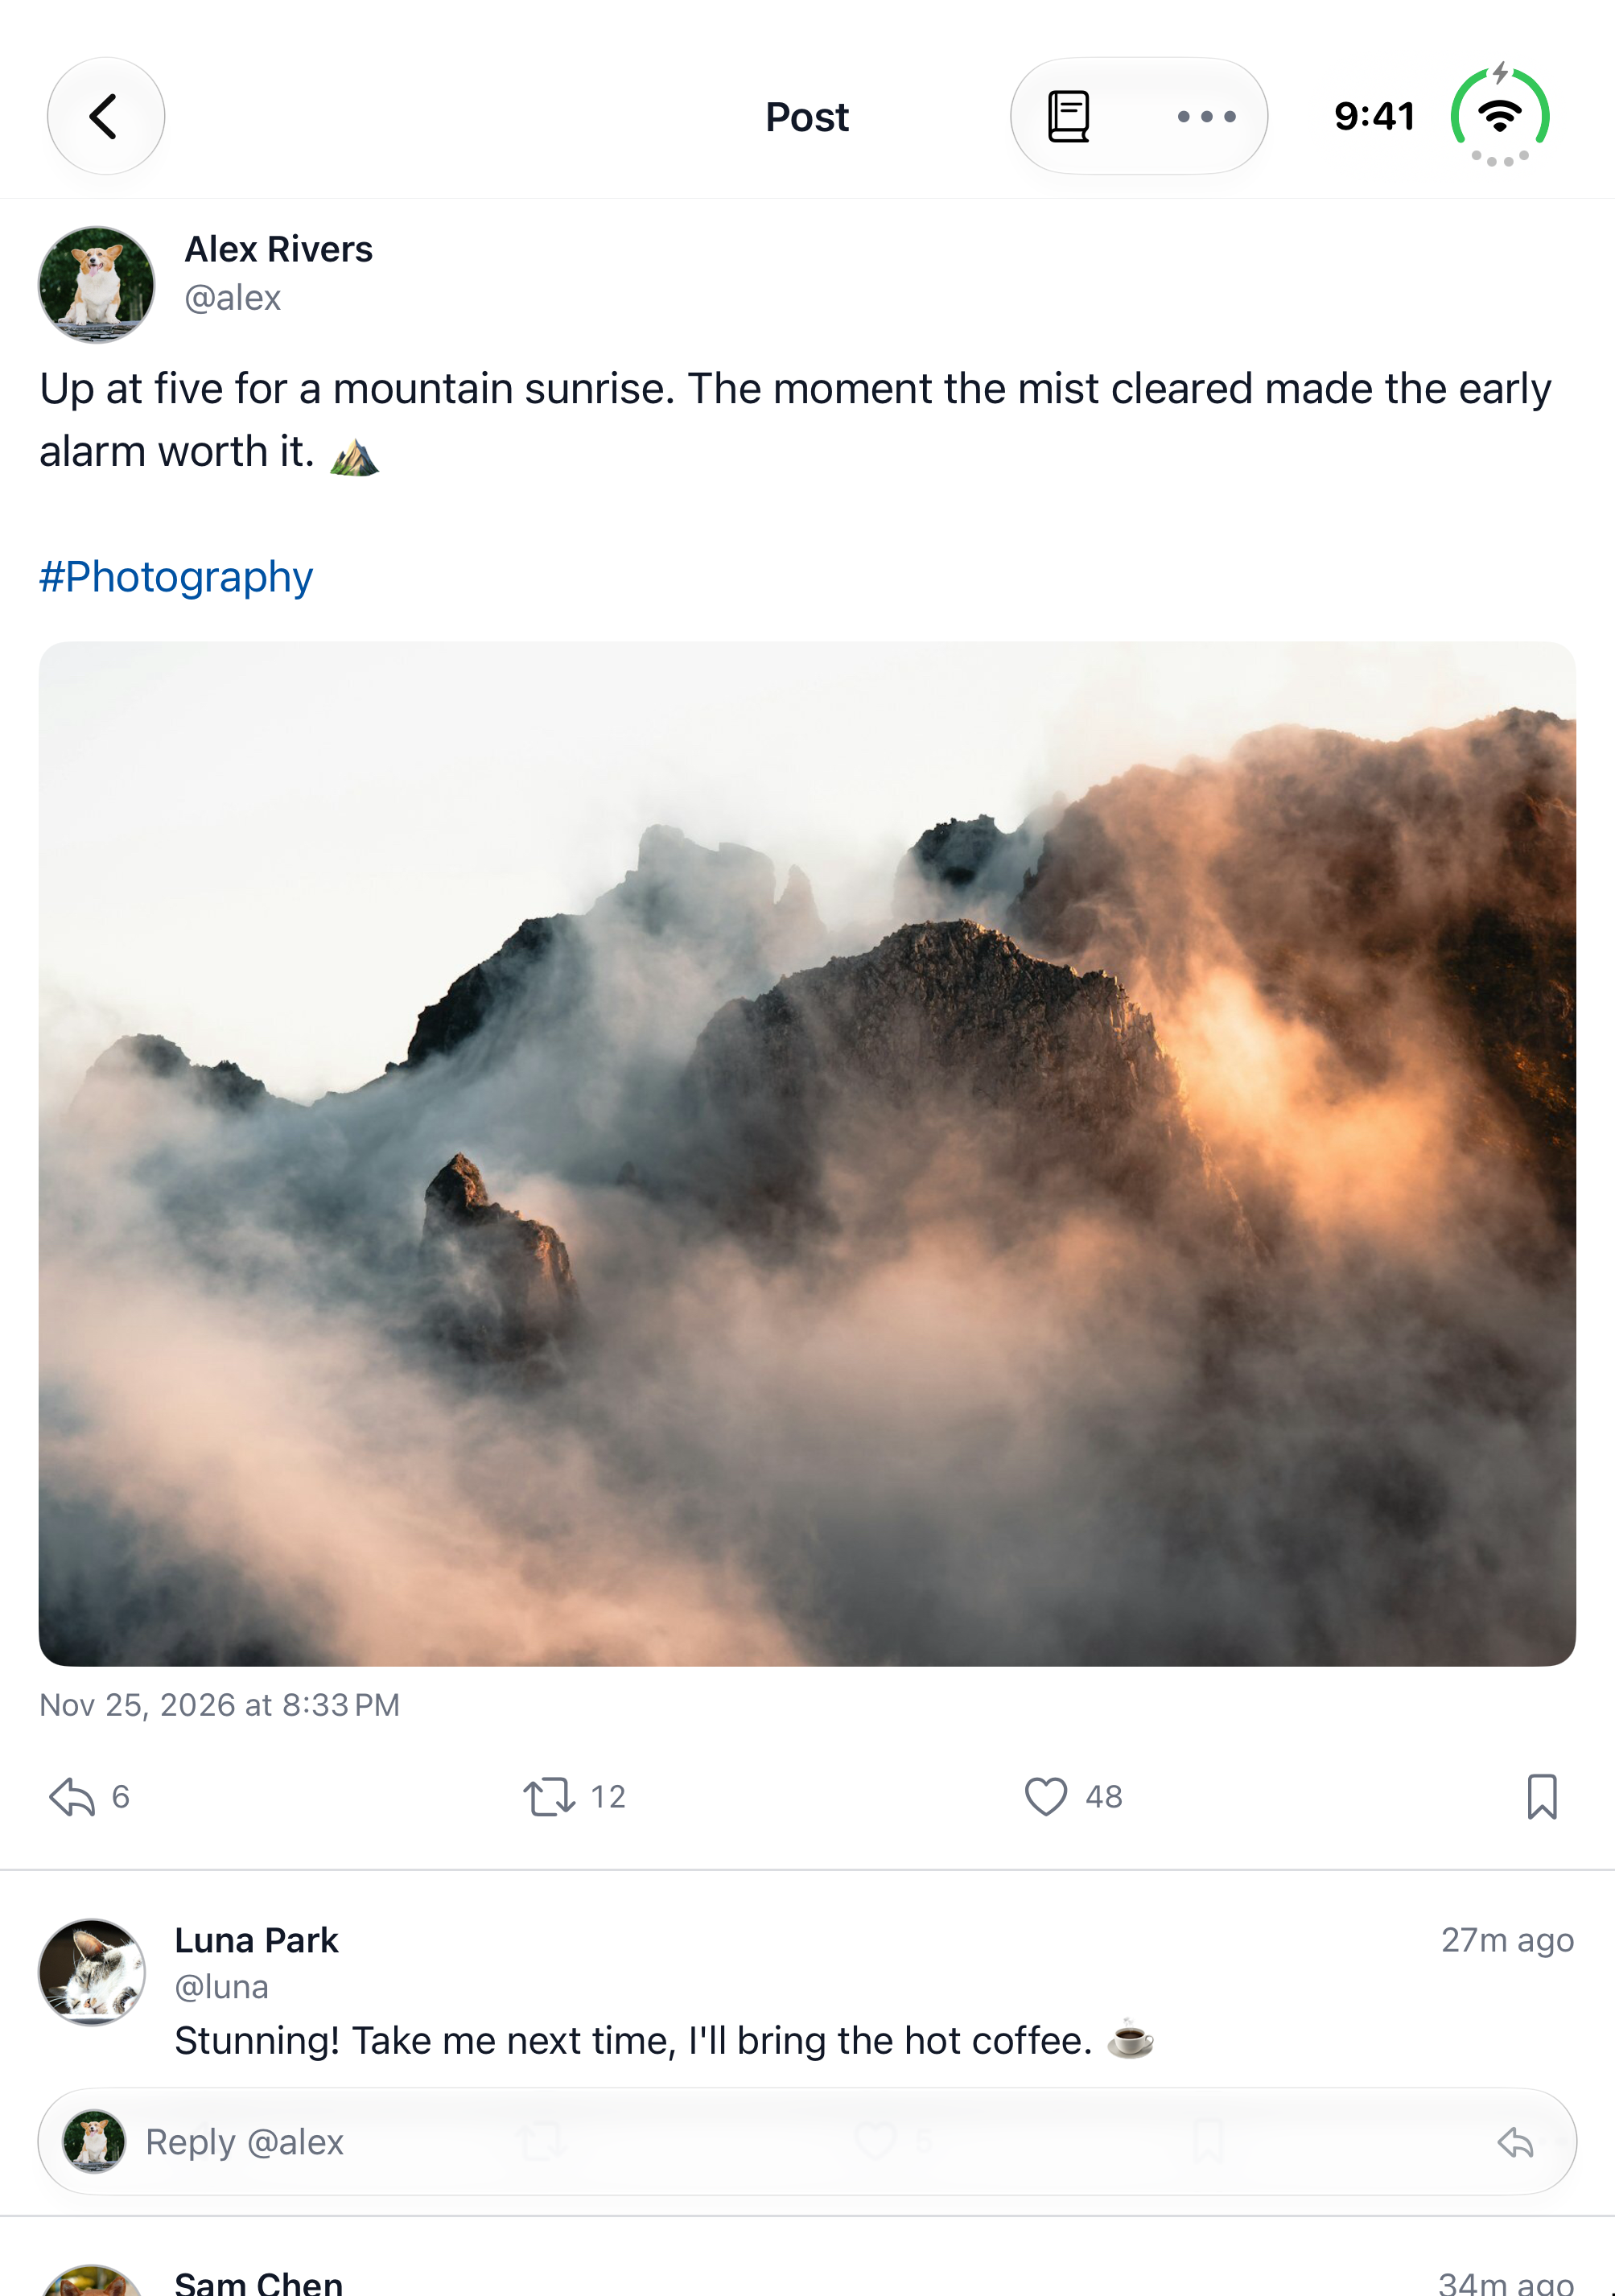 Post
9:41
Alex Rivers
@alex
Up at five for a mountain sunrise. The moment the mist cleared made the early
alarm worth it. ⛰️
#Photography
Nov 25, 2026 at 8:33 PM
6
12
48
Luna Park
27m ago
@luna
Stunning! Take me next time, I'll bring the hot coffee. ☕
Reply @alex
5
Sam Chen
34m ago